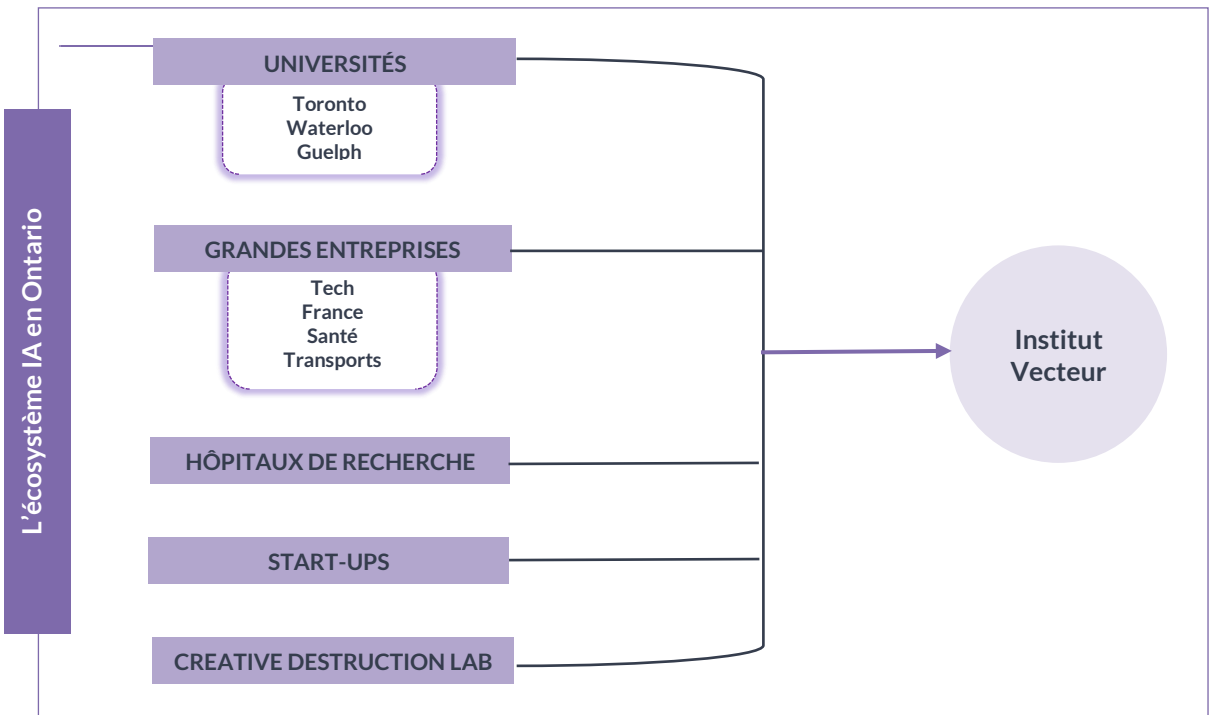 L'écosystème IA en Ontario
UNIVERSITÉS
Toronto
Waterloo
Guelph
GRANDES ENTREPRISES
Tech
France
Santé
Transports
HÔPITAUX DE RECHERCHE
START-UPS
CREATIVE DESTRUCTION LAB
Institut
Vecteur